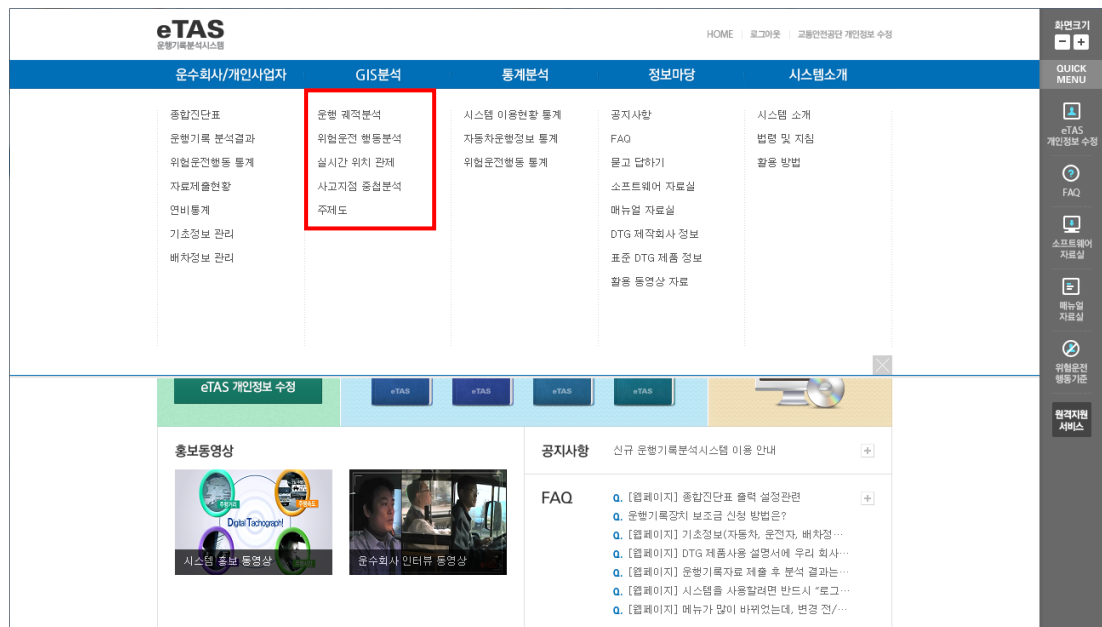 eTAS
운행기록분석시스템
HOME 로그아웃 교통안전공단 개인정보 수정
운수회사/개인사업자 GIS분석 통계분석 정보마당 시스템소개
종합진단표 운행 궤적분석 시스템 이용현황 통계 공지사항 시스템 소개
운행기록 분석결과 위험운전 행동분석 자동차운행정보 통계 FAQ 법령 및 지침
위험운전행동 통계 실시간 위치 관제 위험운전행동 통계 묻고 답하기 활용 방법
자료제출현황 사고지점 중첩분석 소프트웨어 자료실
연비통계 주제도 매뉴얼 자료실
기초정보 관리 DTG 제작회사 정보
배차정보 관리 표준 DTG 제품 정보
활용 동영상 자료
eTAS 개인정보 수정
eTAS eTAS eTAS eTAS
홍보동영상
Digital Tachograph!
시스템 홍보 동영상
운수회사 인터뷰 동영상
공지사항 신규 운행기록분석시스템 이용 안내
FAQ
Q. [웹페이지] 종합진단표 출력 설정관련
Q. 운행기록장치 보조금 신청 방법은?
Q. [웹페이지] 기초정보(자동차, 운전자, 배차정…
Q. [웹페이지] DTG 제품사용 설명서에 우리 회사…
Q. [웹페이지] 운행기록자료 제출 후 분석 결과는…
Q. [웹페이지] 시스템을 사용할려면 반드시 "로그…
Q. [웹페이지] 메뉴가 많이 바뀌었는데, 변경 전/…
화면크기
QUICK
MENU
eTAS
개인정보 수정
FAQ
소프트웨어
자료실
매뉴얼
자료실
위험운전
행동기준
원격지원
서비스